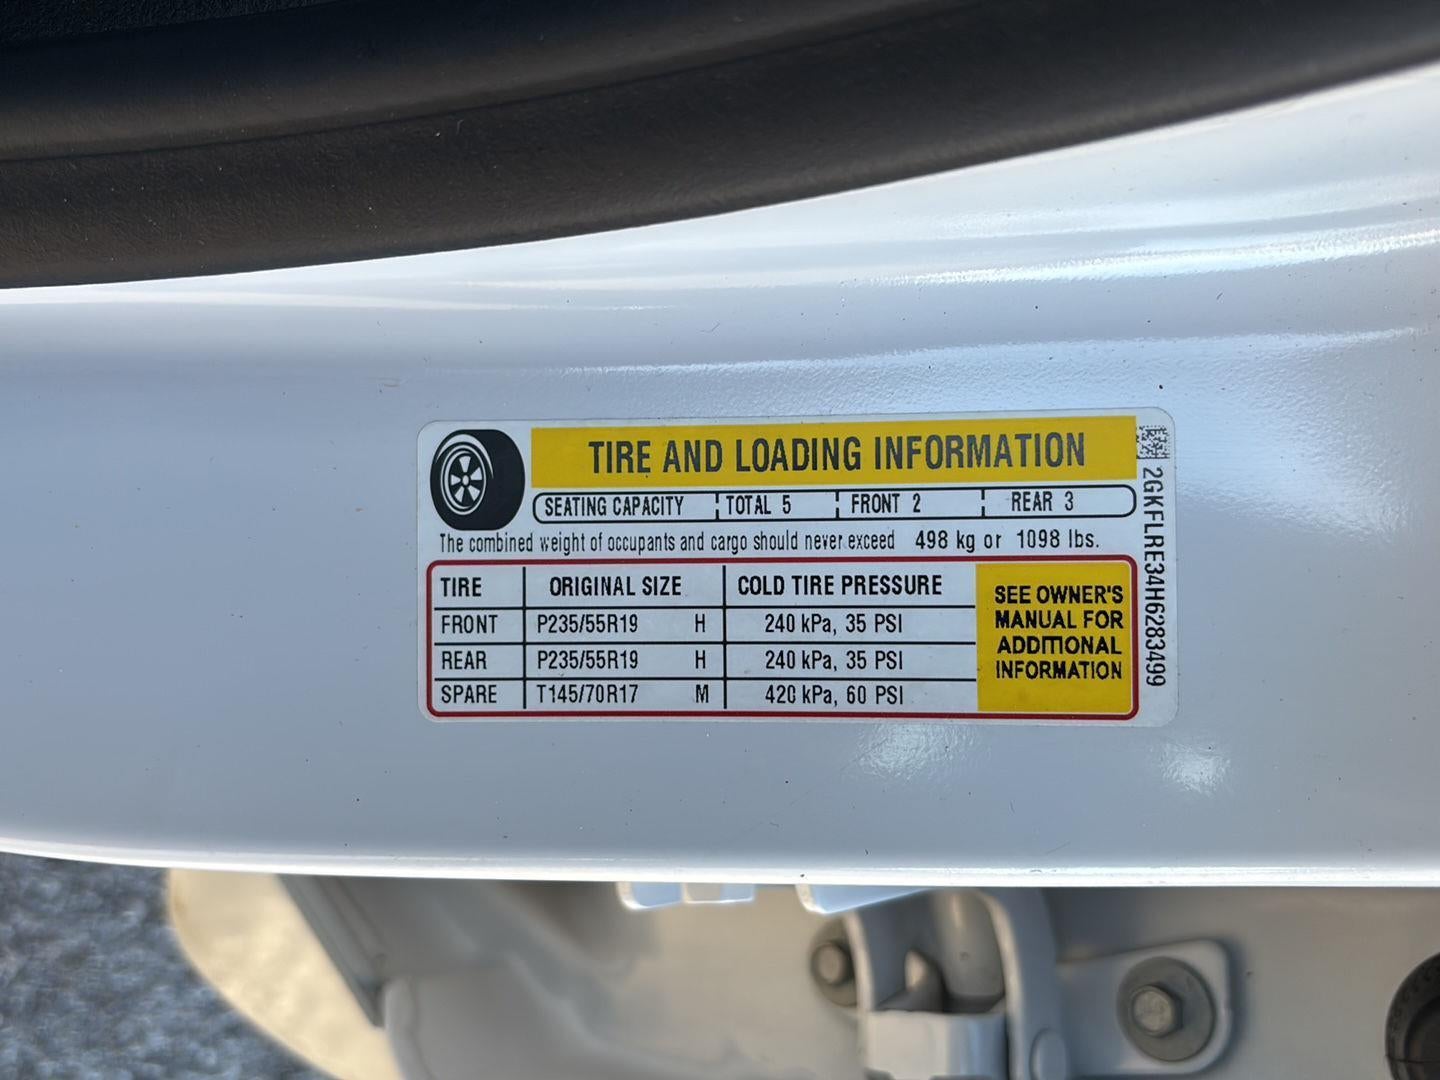 TIRE AND LOADING INFORMATION
SEATING CAPACITY TOTAL 5 FRONT 2 REAR 3
The combined weight of occupants and cargo should never exceed 498 kg or 1098 lbs.
TIRE ORIGINAL SIZE COLD TIRE PRESSURE
FRONT P235/55R19 H 240 kPa, 35 PSI
REAR P235/55R19 H 240 kPa, 35 PSI
SPARE T145/70R17 M 420 kPa, 60 PSI
SEE OWNER'S
MANUAL FOR
ADDITIONAL
INFORMATION
2GKFLRE34H6283499